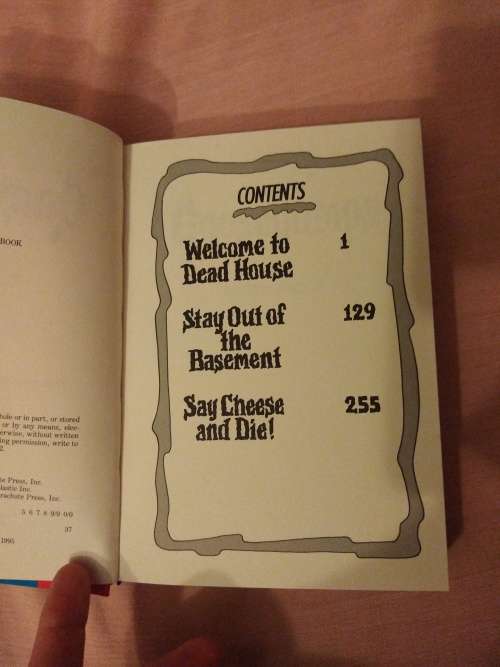 BOOK
hole or in part, or stored
or by any means, elec-
erwise, without written
ing permission, write to
2.
te Press, Inc.
lastic Inc.
rachute Press, Inc.
5 6 7 8 9/9 0/0
37
1995
CONTENTS
Welcome to 1
Dead House
Stay Out of 129
the
Basement
Say Cheese 255
and Die!